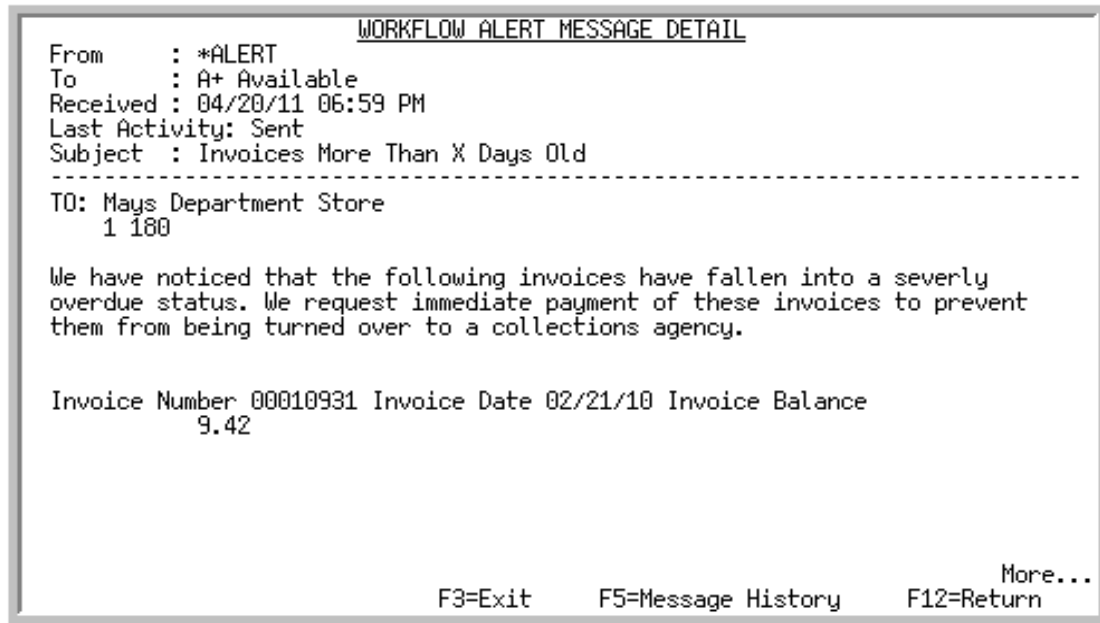 WORKFLOW ALERT MESSAGE DETAIL
From : *ALERT
To : A+ Available
Received : 04/20/11 06:59 PM
Last Activity: Sent
Subject : Invoices More Than X Days Old
--------------------------------------------------------------------------------
TO: Mays Department Store
1 180
We have noticed that the following invoices have fallen into a severly
overdue status. We request immediate payment of these invoices to prevent
them from being turned over to a collections agency.
Invoice Number 00010931 Invoice Date 02/21/10 Invoice Balance
9.42
More...
F3=Exit F5=Message History F12=Return